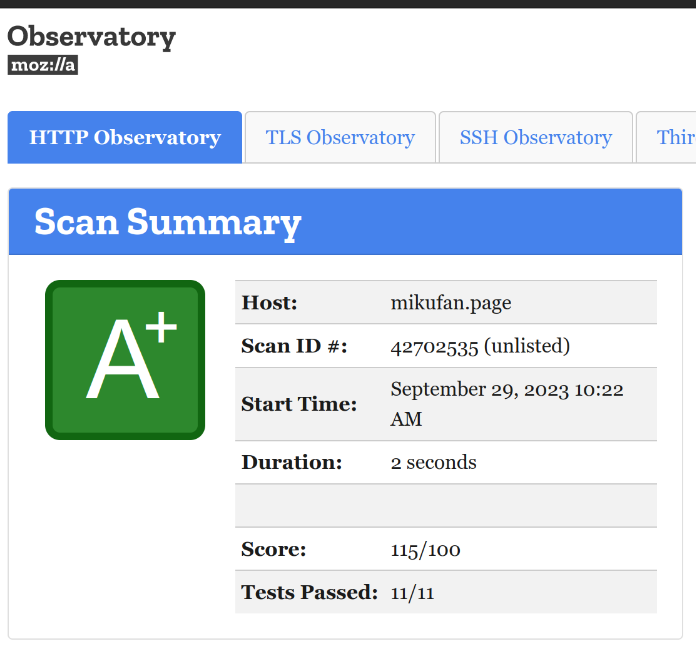 Observatory
moz://a
HTTP Observatory TLS Observatory SSH Observatory Thir
Scan Summary
A+
Host: mikufan.page
Scan ID #: 42702535 (unlisted)
Start Time: September 29, 2023 10:22
AM
Duration: 2 seconds
Score: 115/100
Tests Passed: 11/11